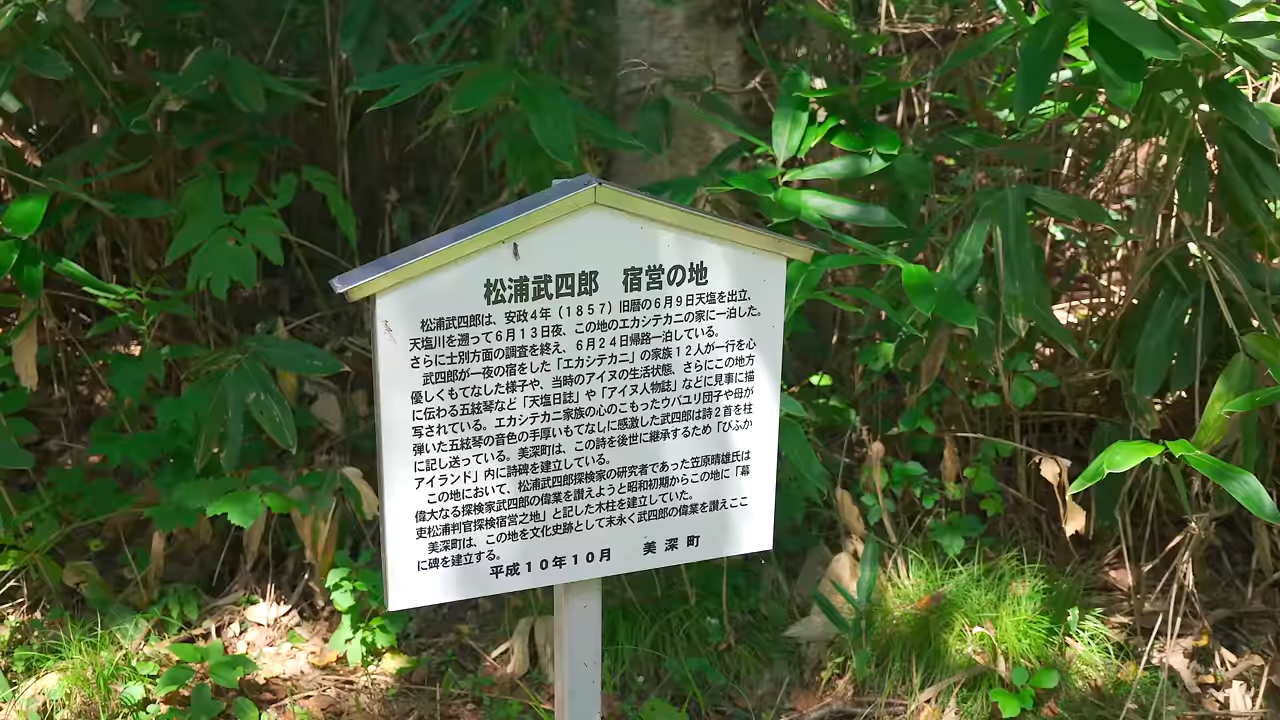 松浦武四郎 宿営の地
松浦武四郎は、安政4年(1857)旧暦の6月9日天塩を出立、
天塩川を遡って6月13日夜、この地のエカシテカニの家に一泊した。
さらに士別方面の調査を終え、6月24日帰路一泊している。
武四郎が一夜の宿をした「エカシテカニ」の家族12人が一行を心
優しくもてなした様子や、当時のアイヌの生活状態、さらにこの地方
に伝わる五絃琴など「天塩日誌」や「アイヌ人物誌」などに見事に描
写されている。エカシテカニ家族の心のこもったウバユリ団子や母が
弾いた五絃琴の音色の手厚いもてなしに感激した武四郎は詩2首を柱
に記し送っている。美深町は、この詩を後世に継承するため「びふか
アイランド」内に詩碑を建立している。
この地において、松浦武四郎探検家の研究者であった笠原晴雄氏は
偉大なる探検家武四郎の偉業を讃えようと昭和初期からこの地に「幕
吏松浦判官探検宿営之地」と記した木柱を建立していた。
美深町は、この地を文化史跡として末永く武四郎の偉業を讃えここ
に碑を建立する。
平成10年10月 美深町